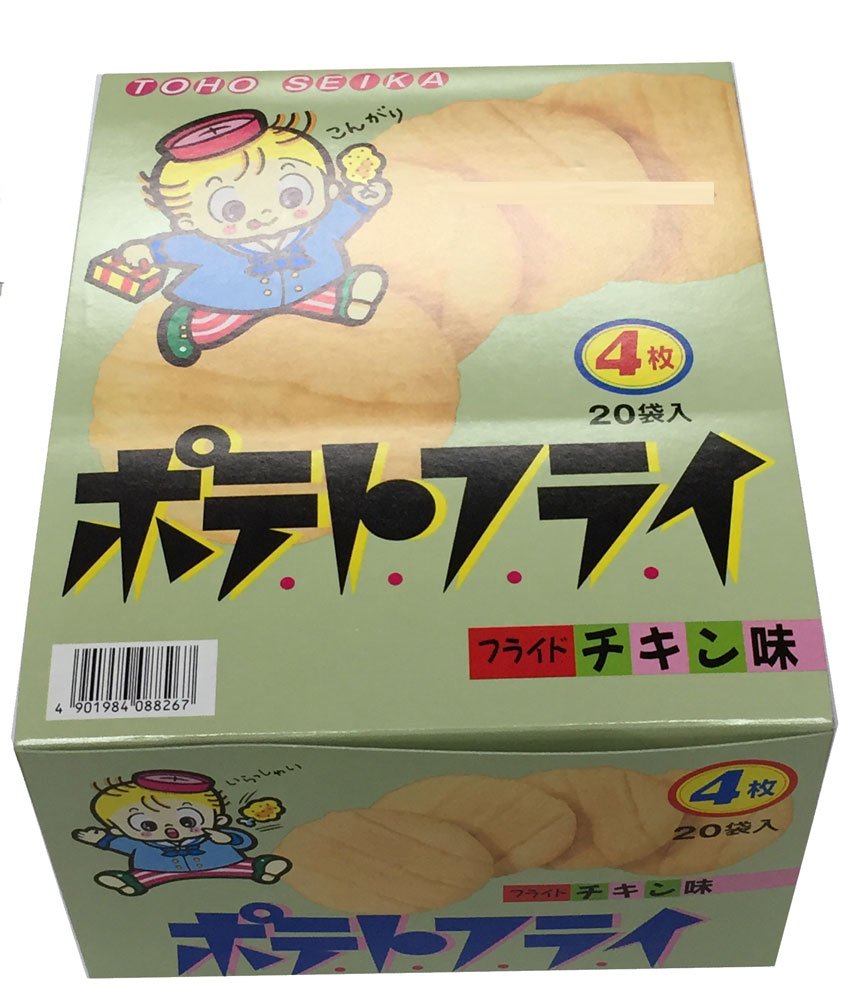 TOHO SEIKA
こんがり
4枚
20袋入
ポテトフライ
フライドチキン味
4 901984 088267
いらっしゃい
4枚
20袋入
フライドチキン味
ポテトフライ